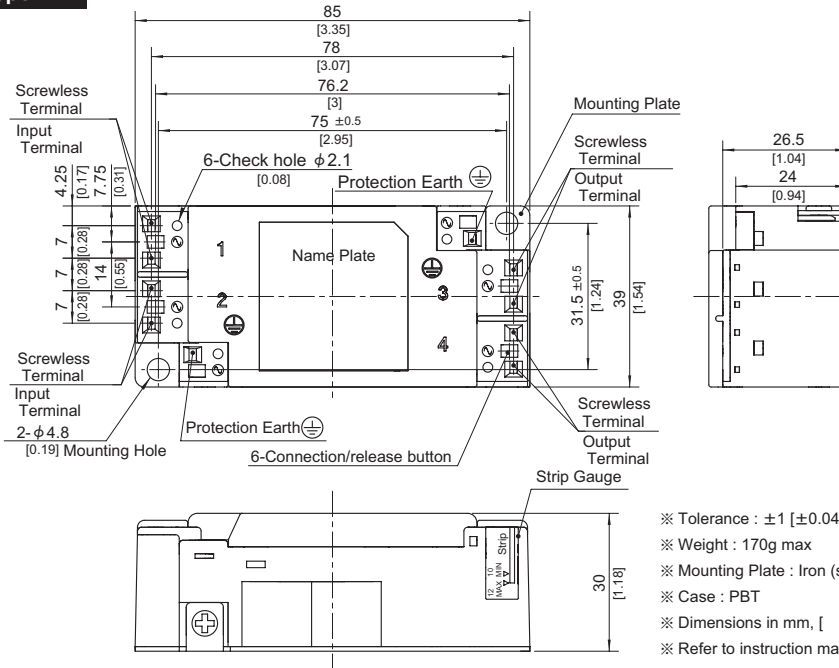 85
[3.35]
78
[3.07]
76.2
[3]
75 ±0.5
[2.95]
Screwless
Terminal
Input
Terminal
Mounting Plate
Screwless
Terminal
Output
Terminal
26.5
[1.04]
24
[0.94]
6-Check hole ϕ2.1
[0.08]
Protection Earth
4.25
[0.17]
7.75
[0.31]
7
[0.28]
7
[0.28]
14
[0.55]
7
[0.28]
1
2
3
4
Name Plate
31.5 ±0.5
[1.24]
39
[1.54]
Screwless
Terminal
Input
Terminal
2-ϕ4.8
[0.19] Mounting Hole
Protection Earth
6-Connection/release button
Screwless
Terminal
Output
Terminal
Strip Gauge
Strip
10 MIN
12 MAX
30
[1.18]
※ Tolerance : ±1 [±0.04
※ Weight : 170g max
※ Mounting Plate : Iron (
※ Case : PBT
※ Dimensions in mm, [
※ Refer to instruction